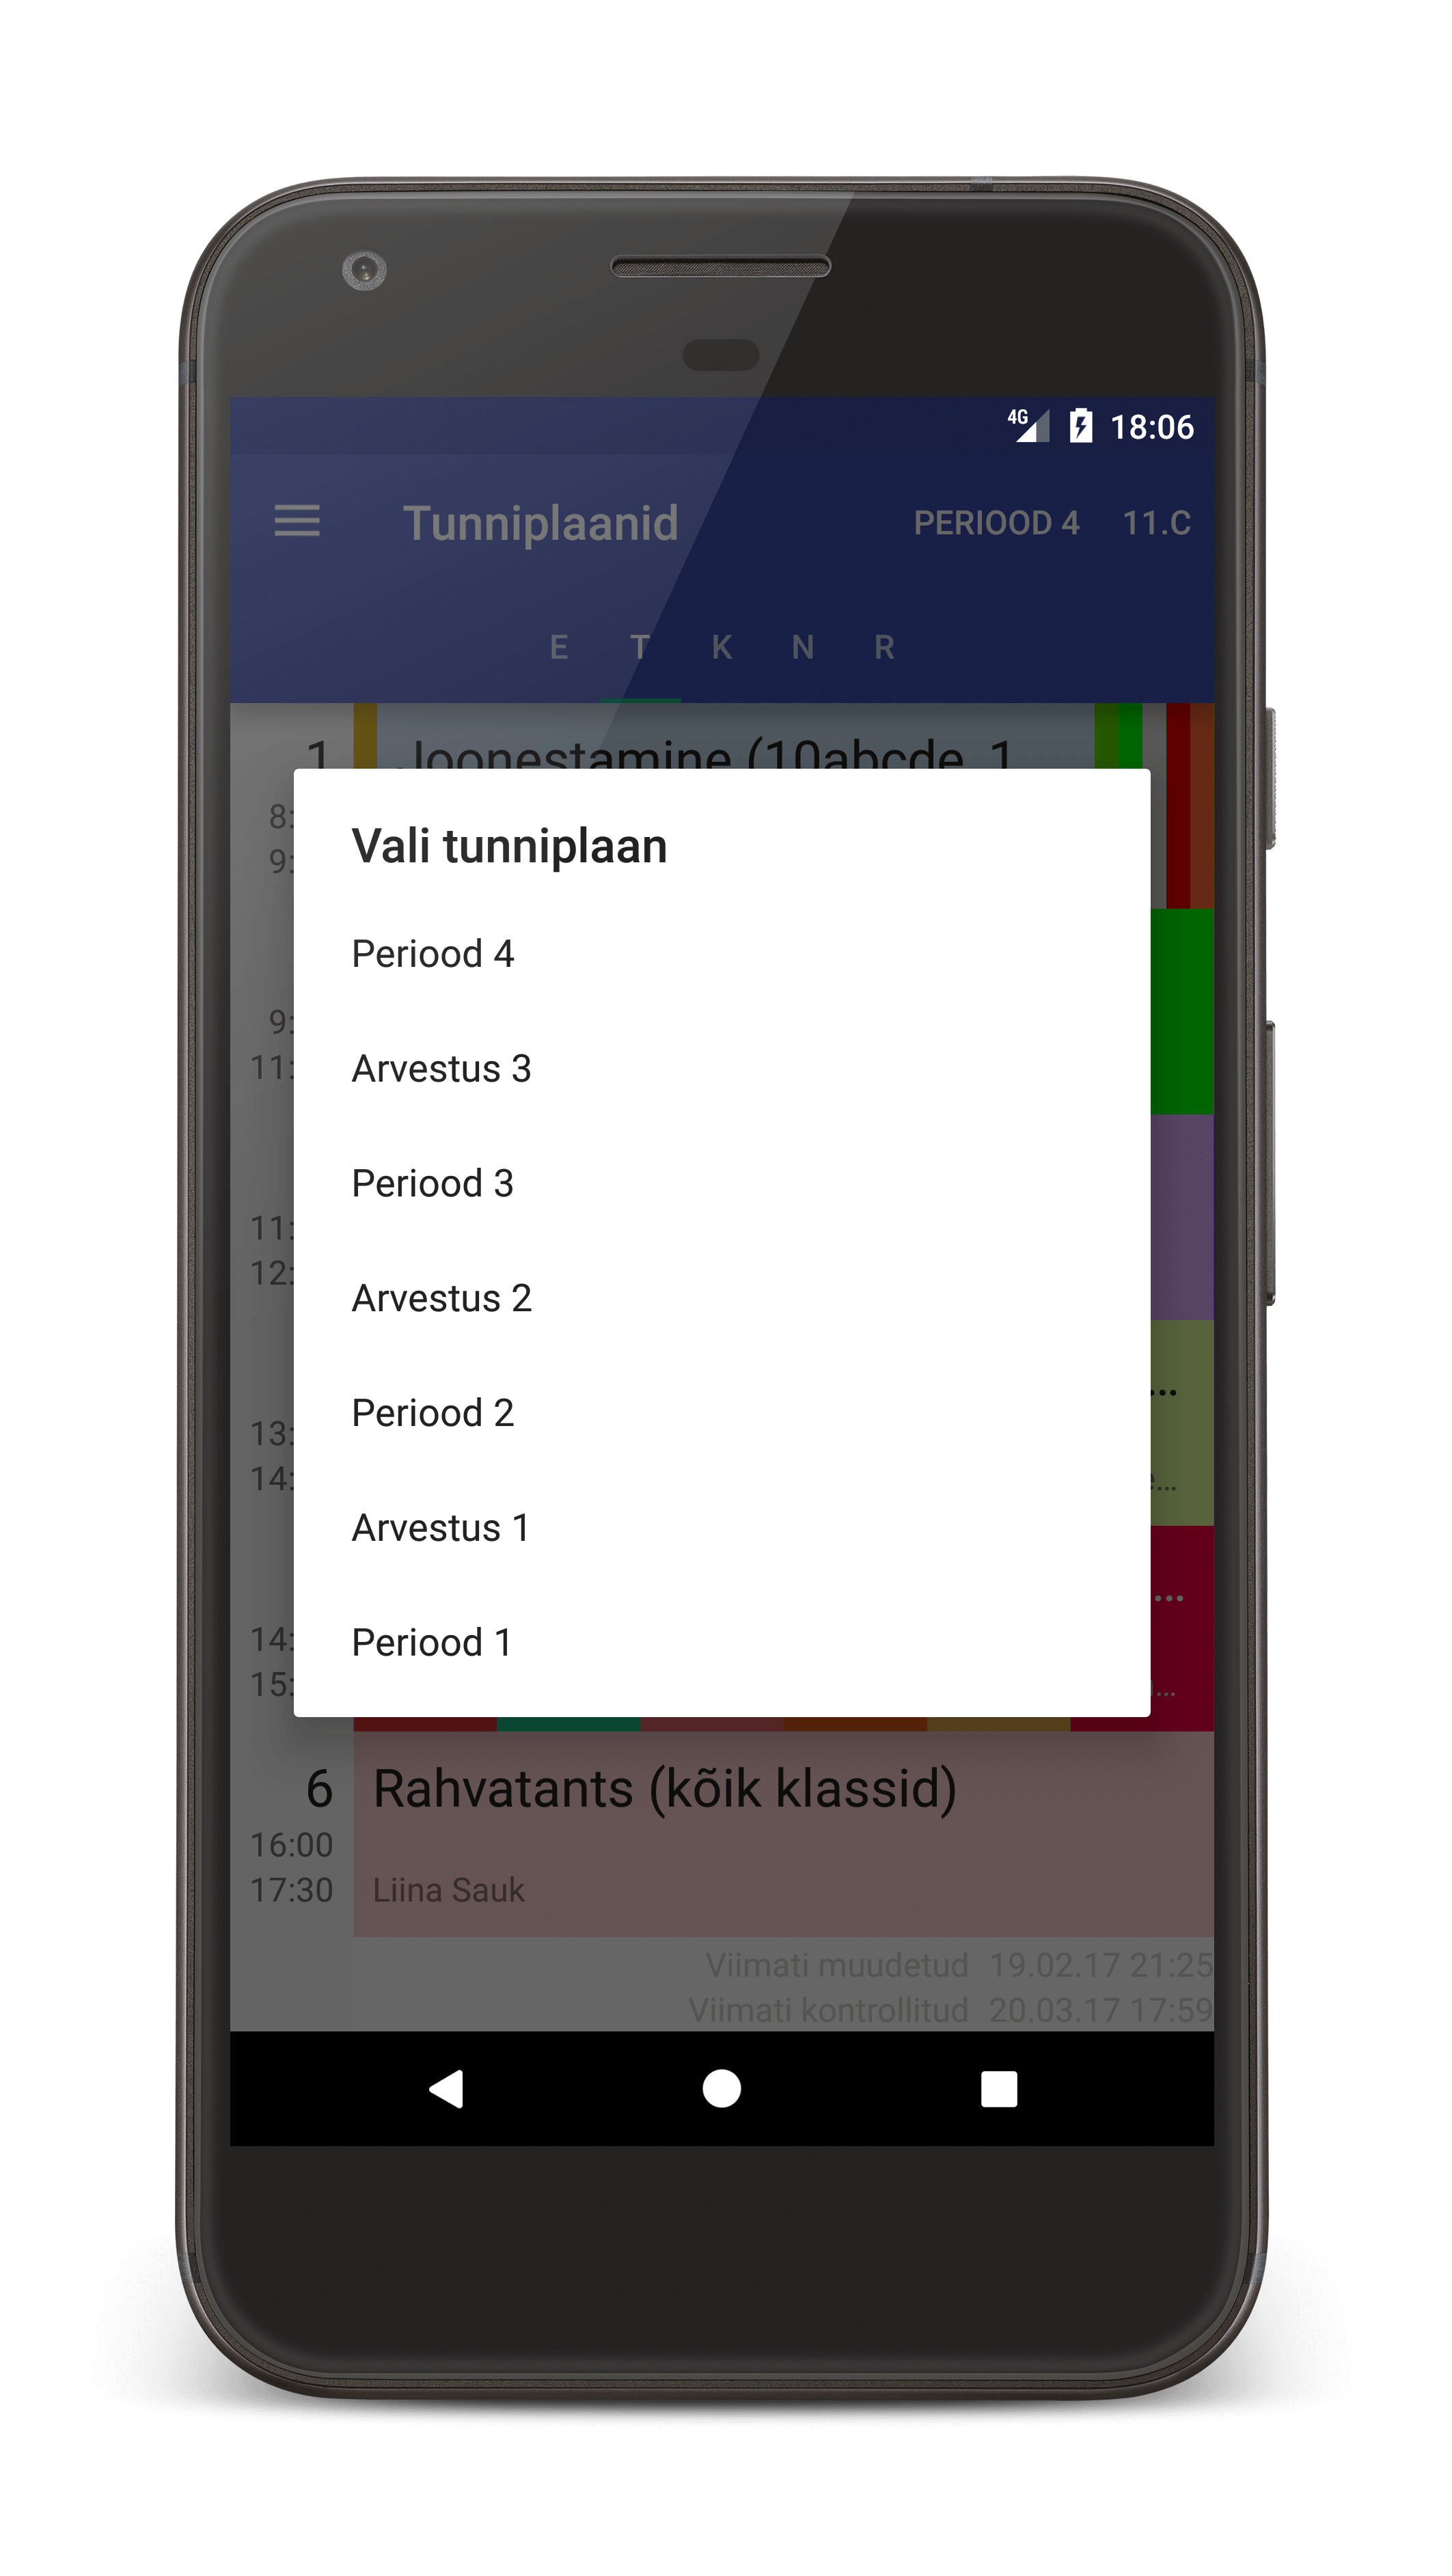 4G 18:06
Tunniplaanid PERIOOD 4 11.C
E T K N R
1 Joonestamine (10abcde, 1
8:
9:
Vali tunniplaan
Periood 4
Arvestus 3
Periood 3
Arvestus 2
Periood 2
Arvestus 1
Periood 1
9:
11:
11:
12:
13:
14:
14:
15:
6 Rahvatants (kõik klassid)
16:00
17:30 Liina Sauk
Viimati muudetud 19.02.17 21:25
Viimati kontrollitud 20.03.17 17:59